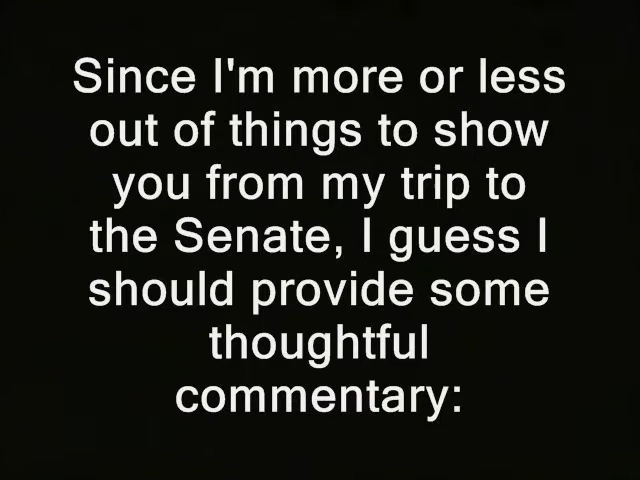 Since I'm more or less
out of things to show
you from my trip to
the Senate, I guess I
should provide some
thoughtful
commentary: